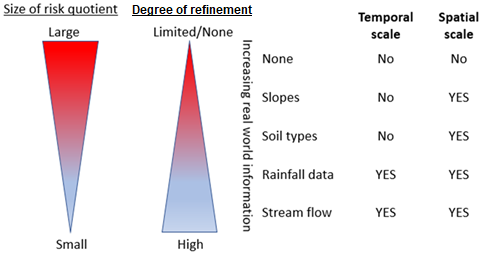 Size of risk quotient
Degree of refinement
Large
Limited/None
Small
High
Increasing real world information
Temporal scale
Spatial scale
None No No
Slopes No YES
Soil types No YES
Rainfall data YES YES
Stream flow YES YES